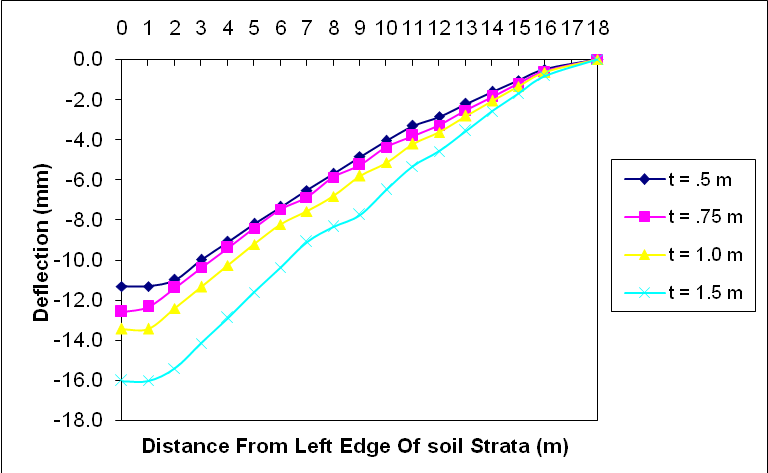 0 1 2 3 4 5 6 7 8 9 10 11 12 13 14 15 16 17 18
0.0
-2.0
-4.0
-6.0
-8.0
-10.0
-12.0
-14.0
-16.0
-18.0
Deflection (mm)
Distance From Left Edge Of soil Strata (m)
t = .5 m
t = .75 m
t = 1.0 m
t = 1.5 m